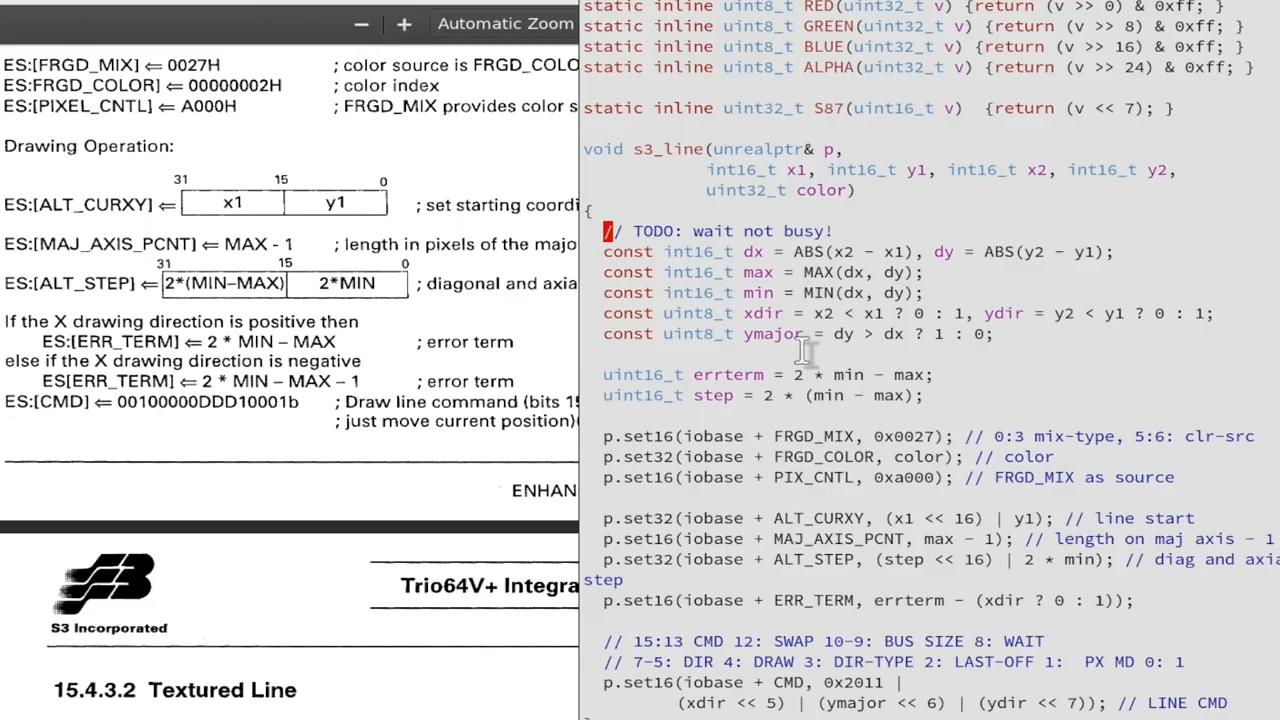 − + Automatic Zoom
ES:[FRGD_MIX] ⇐ 0027H ; color source is FRGD_COLO
ES:FRGD_COLOR] ⇐ 00000002H ; color index
ES:[PIXEL_CNTL] ⇐ A000H ; FRGD_MIX provides color s
Drawing Operation:
31 15 0
ES:[ALT_CURXY] ⇐ x1 y1 ; set starting coordi
ES:[MAJ_AXIS_PCNT] ⇐ MAX - 1 ; length in pixels of the majo
31 15 0
ES:[ALT_STEP] ⇐ 2*(MIN−MAX) 2*MIN ; diagonal and axia
If the X drawing direction is positive then
ES:[ERR_TERM] ⇐ 2 * MIN − MAX ; error term
else if the X drawing direction is negative
ES[ERR_TERM] ⇐ 2 * MIN − MAX − 1 ; error term
ES:[CMD] ⇐ 00100000DDD10001b ; Draw line command (bits 15
; just move current position)(
ENHAN
S3
S3 Incorporated
Trio64V+ Integra
15.4.3.2 Textured Line
static inline uint8_t RED(uint32_t v) {return (v >> 0) & 0xff; }
static inline uint8_t GREEN(uint32_t v) {return (v >> 8) & 0xff; }
static inline uint8_t BLUE(uint32_t v) {return (v >> 16) & 0xff; }
static inline uint8_t ALPHA(uint32_t v) {return (v >> 24) & 0xff; }
static inline uint32_t S87(uint16_t v) {return (v << 7); }
void s3_line(unrealptr& p,
int16_t x1, int16_t y1, int16_t x2, int16_t y2,
uint32_t color)
{
// TODO: wait not busy!
const int16_t dx = ABS(x2 − x1), dy = ABS(y2 − y1);
const int16_t max = MAX(dx, dy);
const int16_t min = MIN(dx, dy);
const uint8_t xdir = x2 < x1 ? 0 : 1, ydir = y2 < y1 ? 0 : 1;
const uint8_t ymajor = dy > dx ? 1 : 0;
uint16_t errterm = 2 * min − max;
uint16_t step = 2 * (min − max);
p.set16(iobase + FRGD_MIX, 0x0027); // 0:3 mix-type, 5:6: clr-src
p.set32(iobase + FRGD_COLOR, color); // color
p.set16(iobase + PIX_CNTL, 0xa000); // FRGD_MIX as source
p.set32(iobase + ALT_CURXY, (x1 << 16) | y1); // line start
p.set16(iobase + MAJ_AXIS_PCNT, max − 1); // length on maj axis − 1
p.set32(iobase + ALT_STEP, (step << 16) | 2 * min); // diag and axia
step
p.set16(iobase + ERR_TERM, errterm − (xdir ? 0 : 1));
// 15:13 CMD 12: SWAP 10-9: BUS SIZE 8: WAIT
// 7-5: DIR 4: DRAW 3: DIR-TYPE 2: LAST-OFF 1: PX MD 0: 1
p.set16(iobase + CMD, 0x2011 |
(xdir << 5) | (ymajor << 6) | (ydir << 7)); // LINE CMD